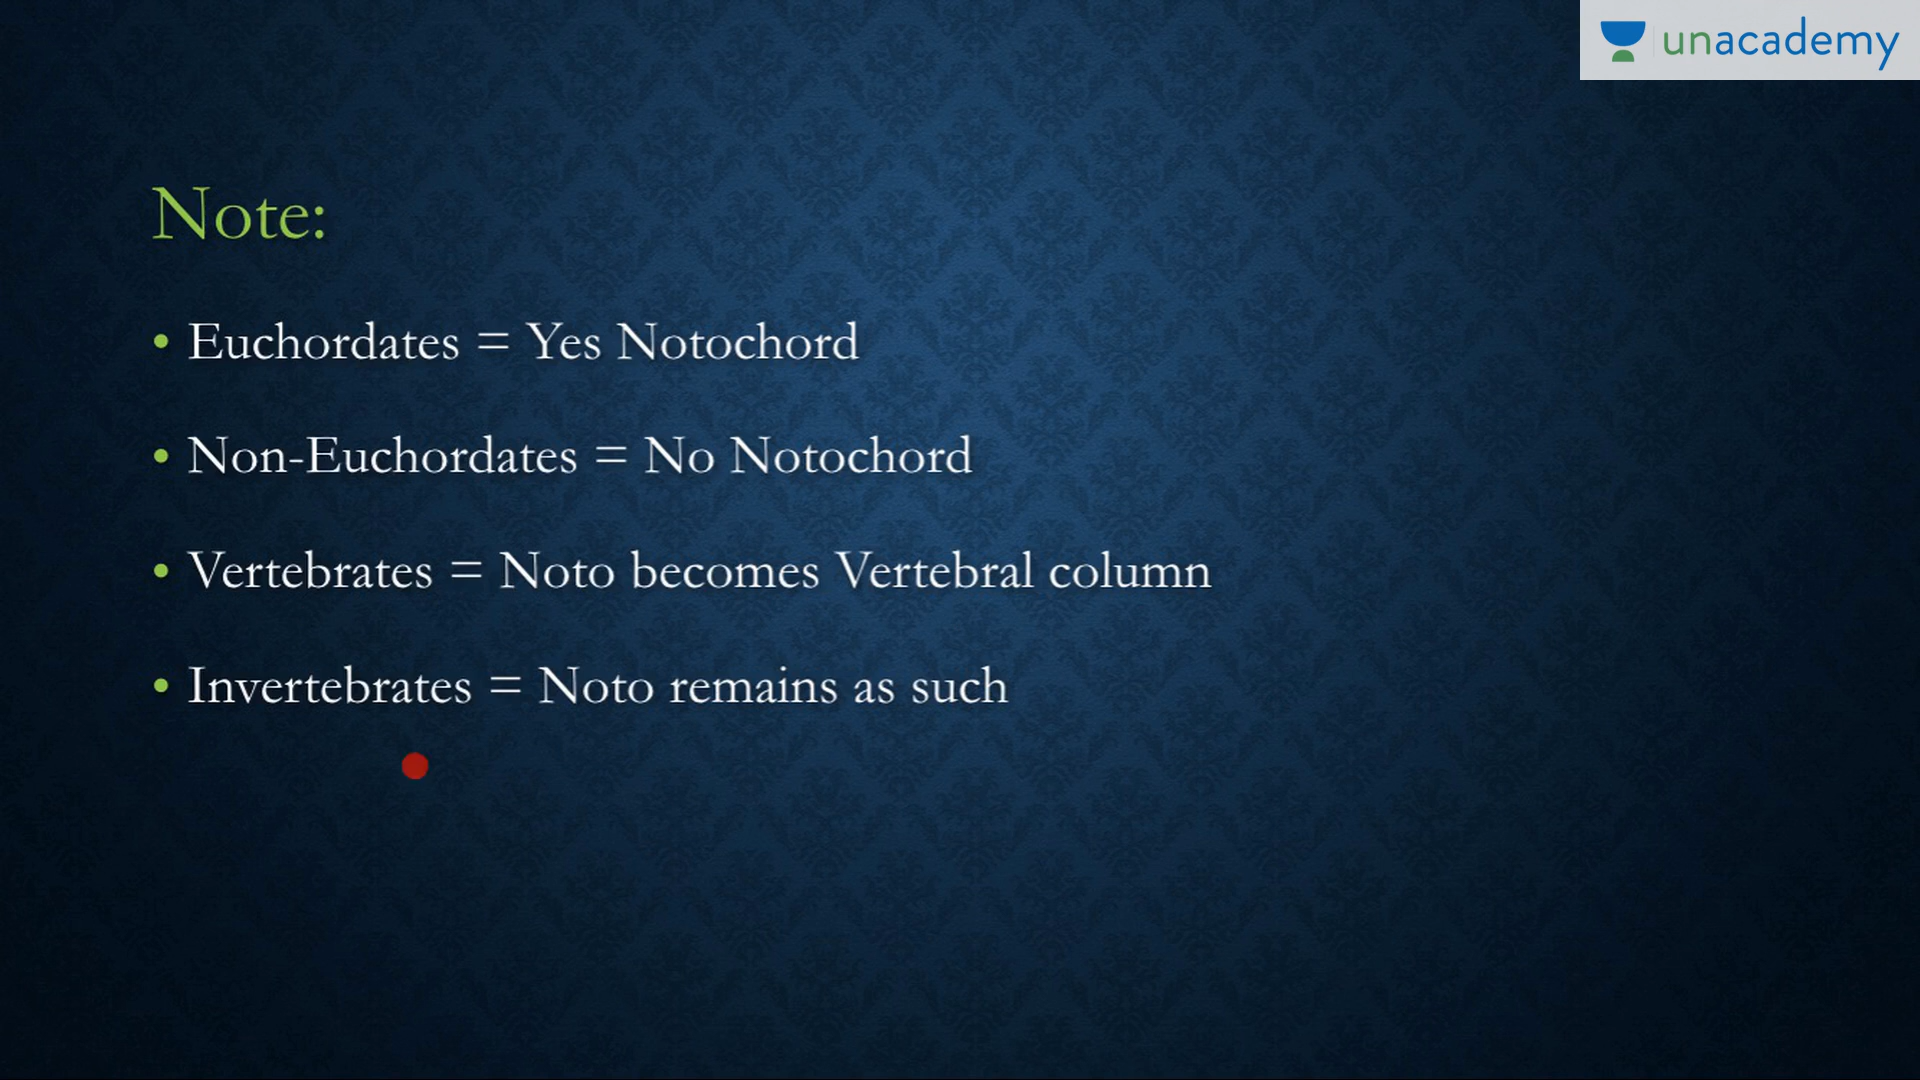 unacademy
Note:
• Euchordates = Yes Notochord
• Non-Euchordates = No Notochord
• Vertebrates = Noto becomes Vertebral column
• Invertebrates = Noto remains as such